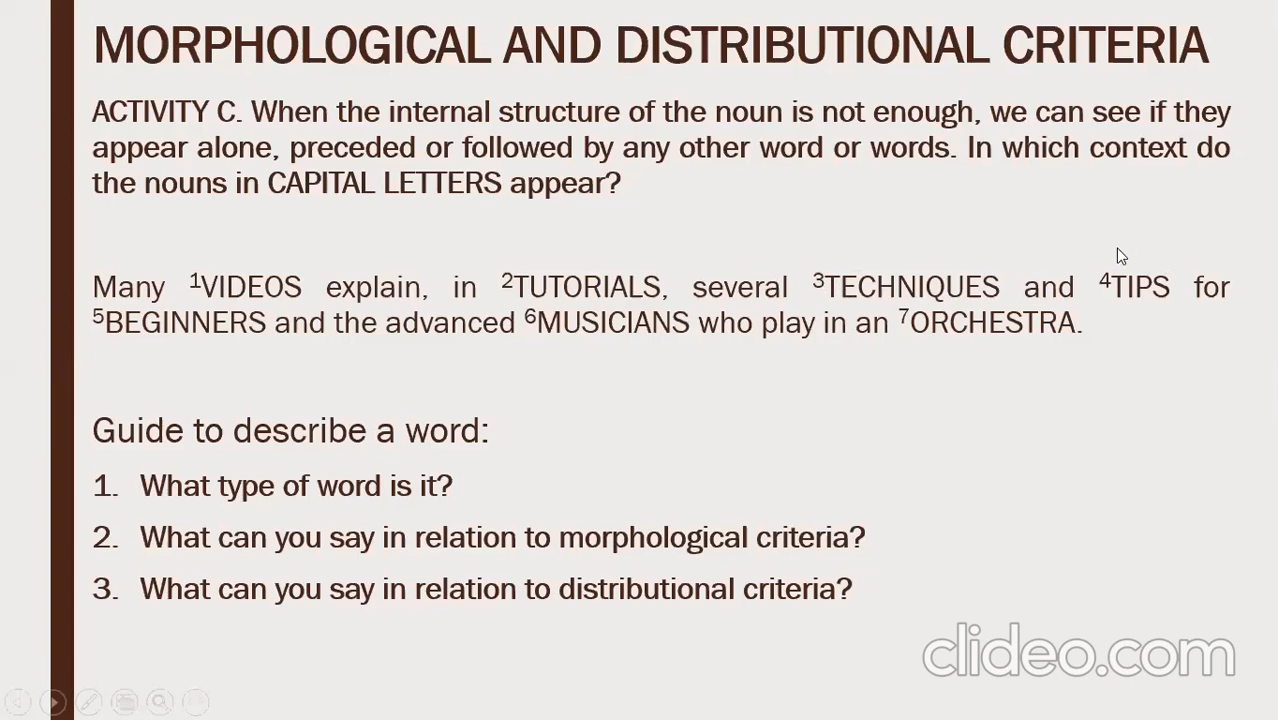 MORPHOLOGICAL AND DISTRIBUTIONAL CRITERIA
ACTIVITY C. When the internal structure of the noun is not enough, we can see if they
appear alone, preceded or followed by any other word or words. In which context do
the nouns in CAPITAL LETTERS appear?
Many ¹VIDEOS explain, in ²TUTORIALS, several ³TECHNIQUES and ⁴TIPS for
⁵BEGINNERS and the advanced ⁶MUSICIANS who play in an ⁷ORCHESTRA.
Guide to describe a word:
1. What type of word is it?
2. What can you say in relation to morphological criteria?
3. What can you say in relation to distributional criteria?
clideo.com